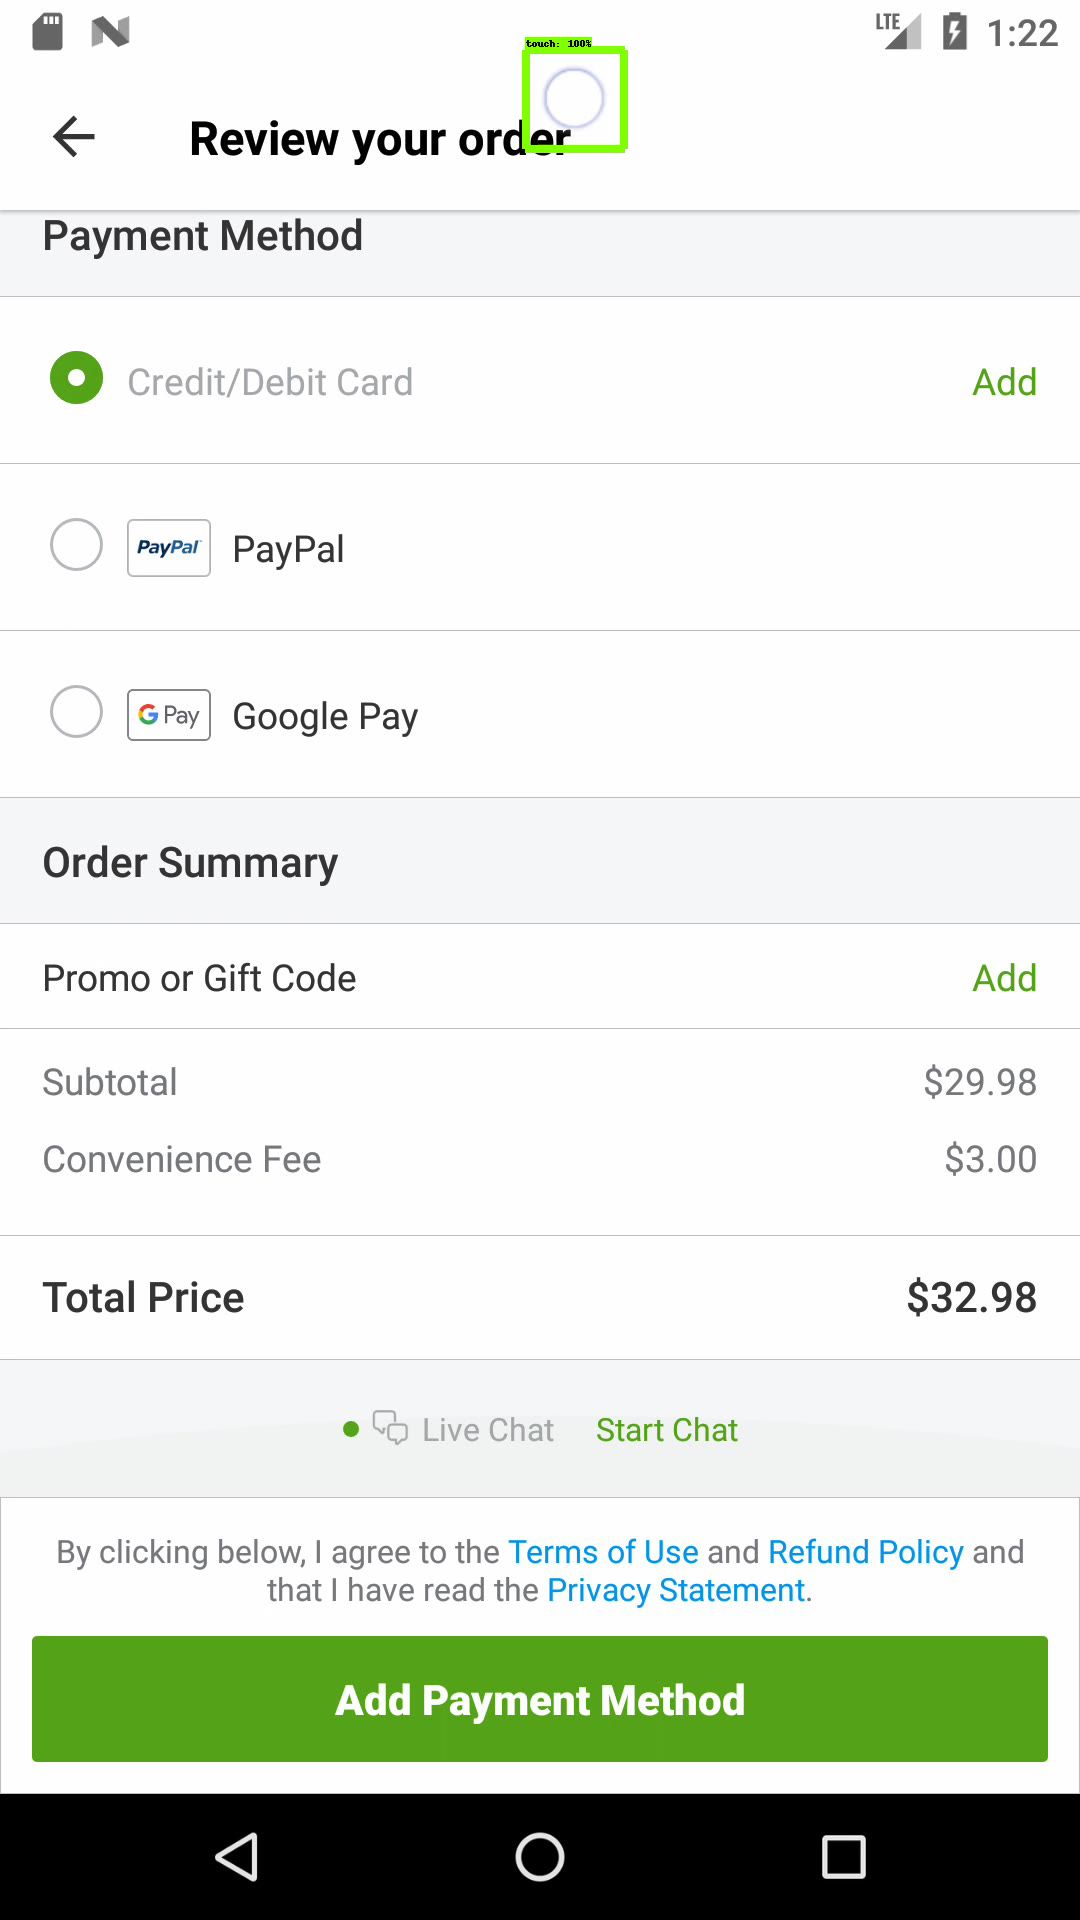 LTE 1:22
touch: 100%
Review your order
Payment Method
Credit/Debit Card Add
PayPal PayPal
G Pay Google Pay
Order Summary
Promo or Gift Code Add
Subtotal $29.98
Convenience Fee $3.00
Total Price $32.98
Live Chat Start Chat
By clicking below, I agree to the Terms of Use and Refund Policy and
that I have read the Privacy Statement.
Add Payment Method